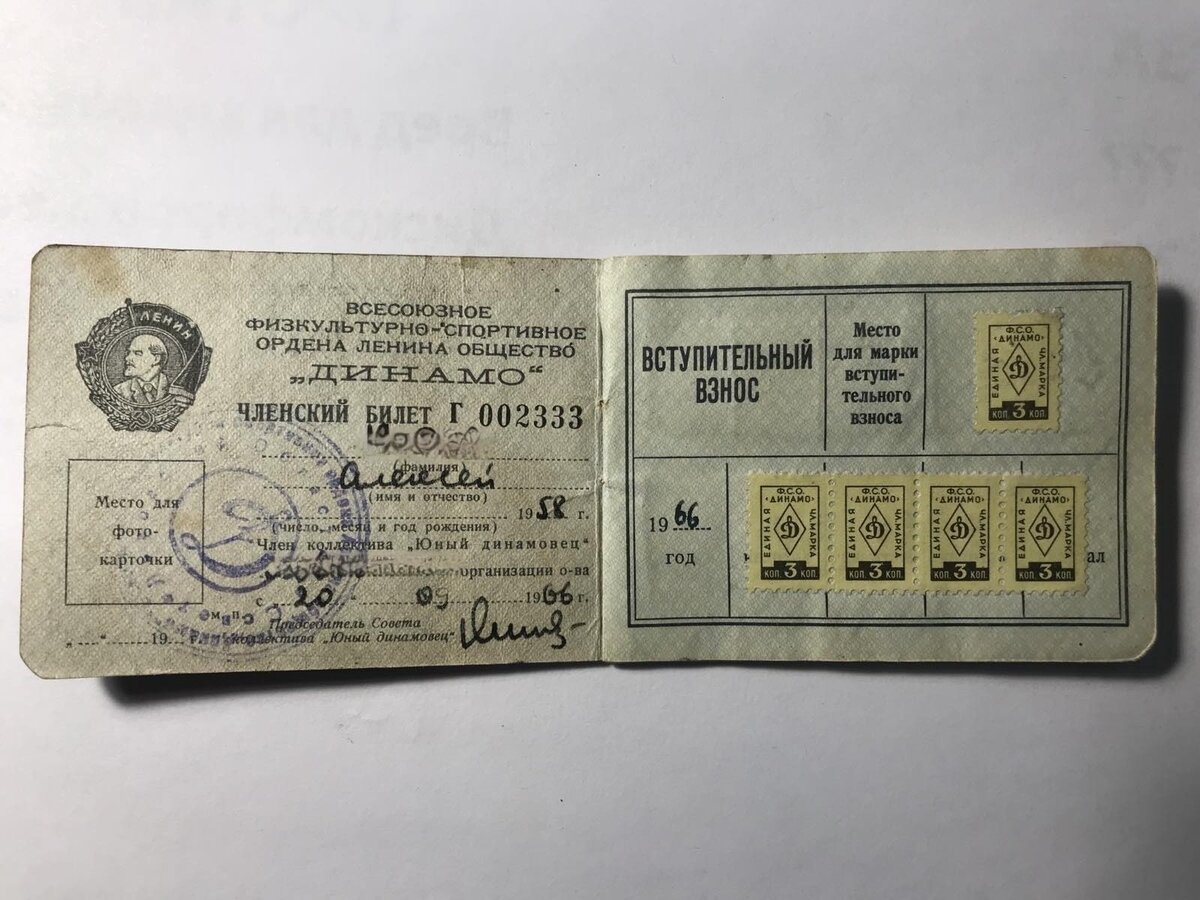 ЛЕНИН
ВСЕСОЮЗНОЕ
ФИЗКУЛЬТУРНО-СПОРТИВНОЕ
ОРДЕНА ЛЕНИНА ОБЩЕСТВО
„ДИНАМО“
ЧЛЕНСКИЙ БИЛЕТ Г 002333
(фамилия)
Алексей
(имя и отчество)
1958 г.
(число, месяц и год рождения)
Член коллектива „Юный динамовец“
организации о-ва
с 20 09 1966 г.
Председатель Совета
коллектива „Юный динамовец“
Место для
фото-
карточки
м. п.
„ “ 19 г.
ВСТУПИТЕЛЬНЫЙ
ВЗНОС
Место
для марки
вступи-
тельного
взноса
Ф.С.О.
«ДИНАМО»
ЕДИНАЯ
ЧЛ.МАРКА
Д
КОП. 3 КОП.
1966
год
Ф.С.О.
«ДИНАМО»
ЕДИНАЯ
ЧЛ.МАРКА
Д
КОП. 3 КОП.
Ф.С.О.
«ДИНАМО»
ЕДИНАЯ
ЧЛ.МАРКА
Д
КОП. 3 КОП.
Ф.С.О.
«ДИНАМО»
ЕДИНАЯ
ЧЛ.МАРКА
Д
КОП. 3 КОП.
Ф.С.О.
«ДИНАМО»
ЕДИНАЯ
ЧЛ.МАРКА
Д
КОП. 3 КОП.
ал